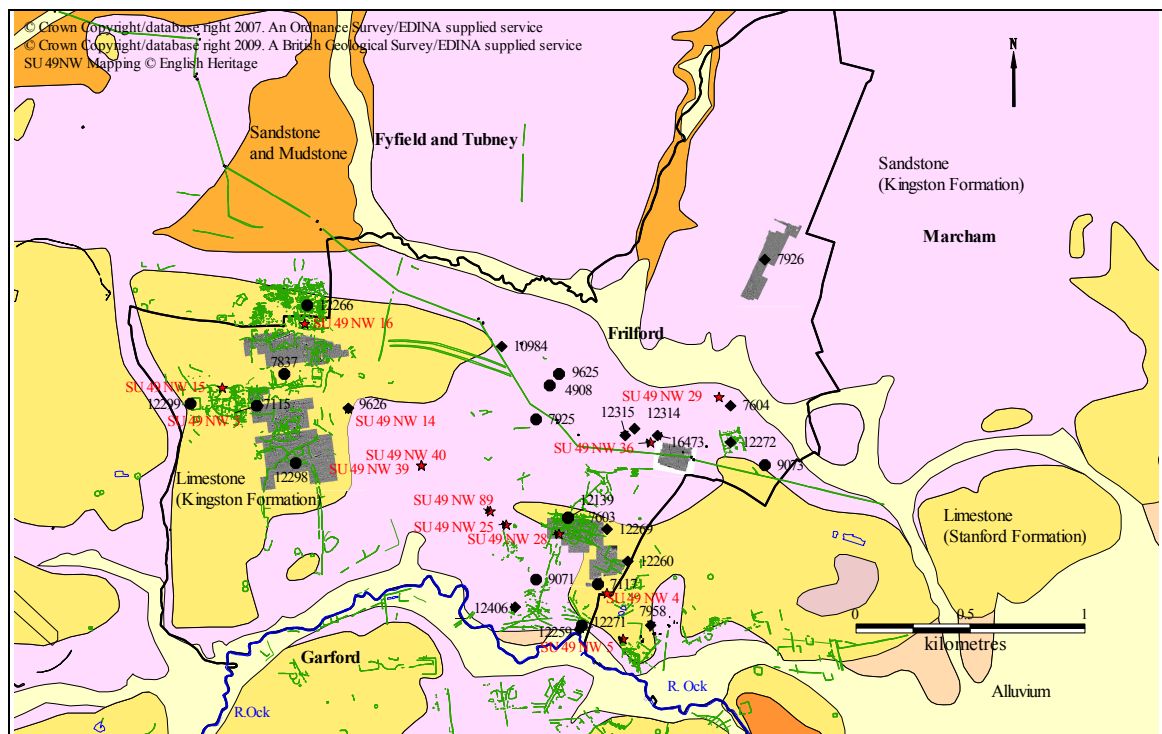 © Crown Copyright/database right 2007. An Ordnance Survey/EDINA supplied service
© Crown Copyright/database right 2009. A British Geological Survey/EDINA supplied service
SU 49NW Mapping © English Heritage
N
Sandstone
and Mudstone
Fyfield and Tubney
Sandstone
(Kingston Formation)
Marcham
7926
12266
SU 49 NW 16
Frilford
10984
7837
9625
4908
SU 49 NW 15
SU 49 NW 29
7604
12299
7115
9626
SU 49 NW 14
7925
12315
12314
16473
SU 49 NW 36
12272
SU 49 NW 40
SU 49 NW 39
9073
12298
Limestone
(Kingston Formation)
SU 49 NW 89
12139
7603
SU 49 NW 25
SU 49 NW 28
12269
Limestone
(Stanford Formation)
12260
9071
7117
SU 49 NW 4
12406
7958
12271
12259
SU 49 NW 5
0
0.5
1
kilometres
Garford
R. Ock
Alluvium
R.Ock